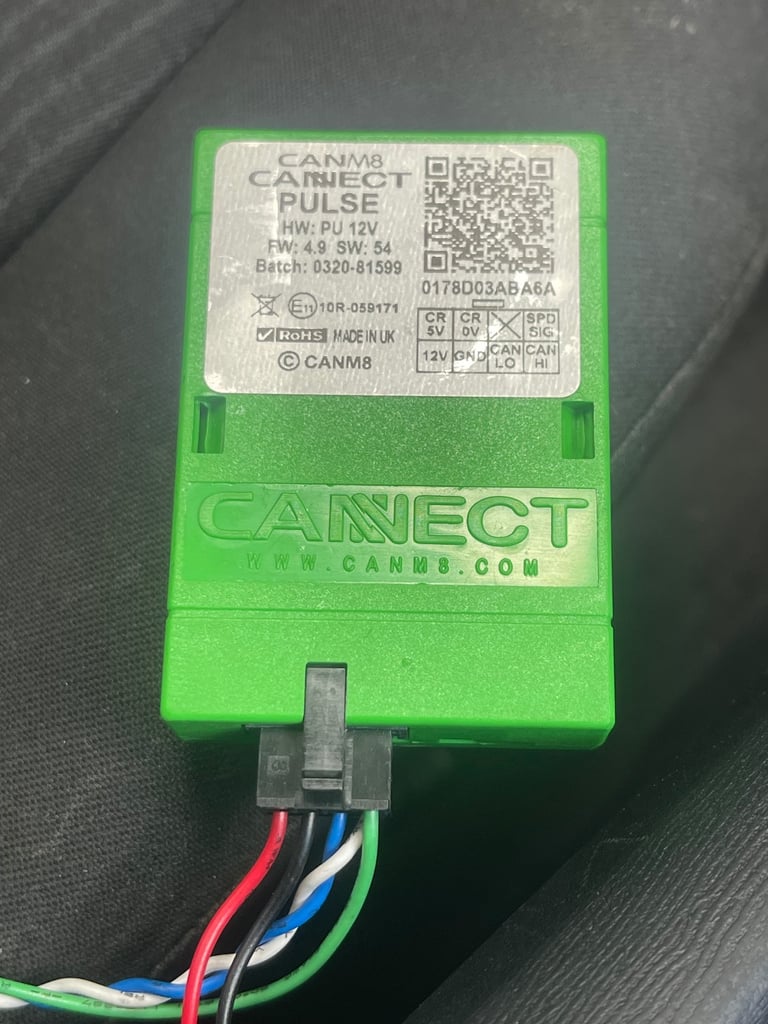 CANM8
CANNECT
PULSE
HW: PU 12V
FW: 4.9 SW: 54
Batch: 0320-81599
0178D03ABA6A
E11 10R-059171
RoHS MADE IN UK
© CANM8
CR 5V CR 0V SPD SIG
12V GND CAN LO CAN HI
CANNECT
WWW.CANM8.COM